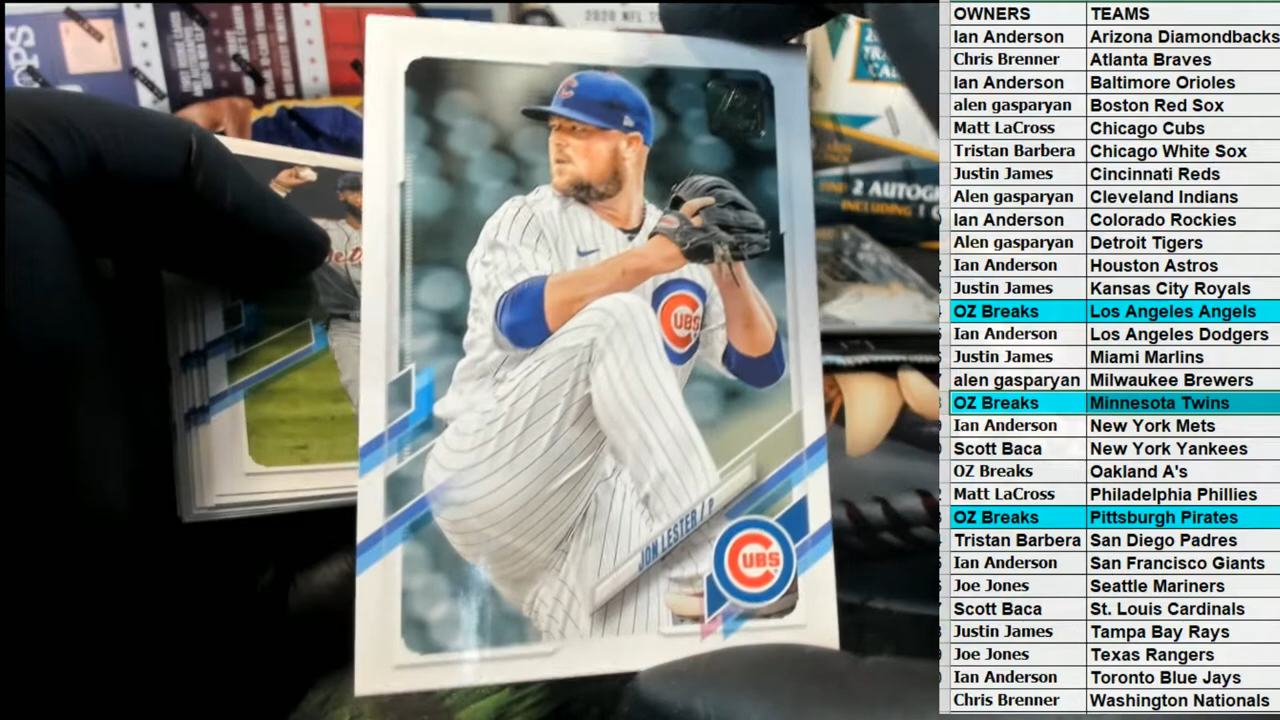 2020 NFL T
2 AUTOG
INCLUDING 1
C
UBS
JON LESTER / P
CUBS
OWNERS TEAMS
Ian Anderson Arizona Diamondbacks
Chris Brenner Atlanta Braves
Ian Anderson Baltimore Orioles
alen gasparyan Boston Red Sox
Matt LaCross Chicago Cubs
Tristan Barbera Chicago White Sox
Justin James Cincinnati Reds
Alen gasparyan Cleveland Indians
Ian Anderson Colorado Rockies
Alen gasparyan Detroit Tigers
Ian Anderson Houston Astros
Justin James Kansas City Royals
OZ Breaks Los Angeles Angels
Ian Anderson Los Angeles Dodgers
Justin James Miami Marlins
alen gasparyan Milwaukee Brewers
OZ Breaks Minnesota Twins
Ian Anderson New York Mets
Scott Baca New York Yankees
OZ Breaks Oakland A's
Matt LaCross Philadelphia Phillies
OZ Breaks Pittsburgh Pirates
Tristan Barbera San Diego Padres
Ian Anderson San Francisco Giants
Joe Jones Seattle Mariners
Scott Baca St. Louis Cardinals
Justin James Tampa Bay Rays
Joe Jones Texas Rangers
Ian Anderson Toronto Blue Jays
Chris Brenner Washington Nationals